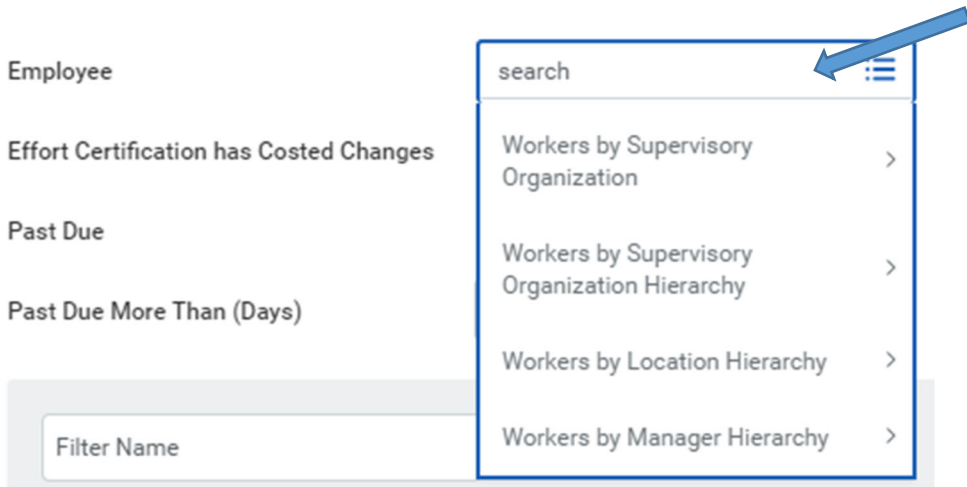 Employee
search
Effort Certification has Costed Changes
Workers by Supervisory
Organization
Past Due
Workers by Supervisory
Organization Hierarchy
Past Due More Than (Days)
Workers by Location Hierarchy
Filter Name
Workers by Manager Hierarchy